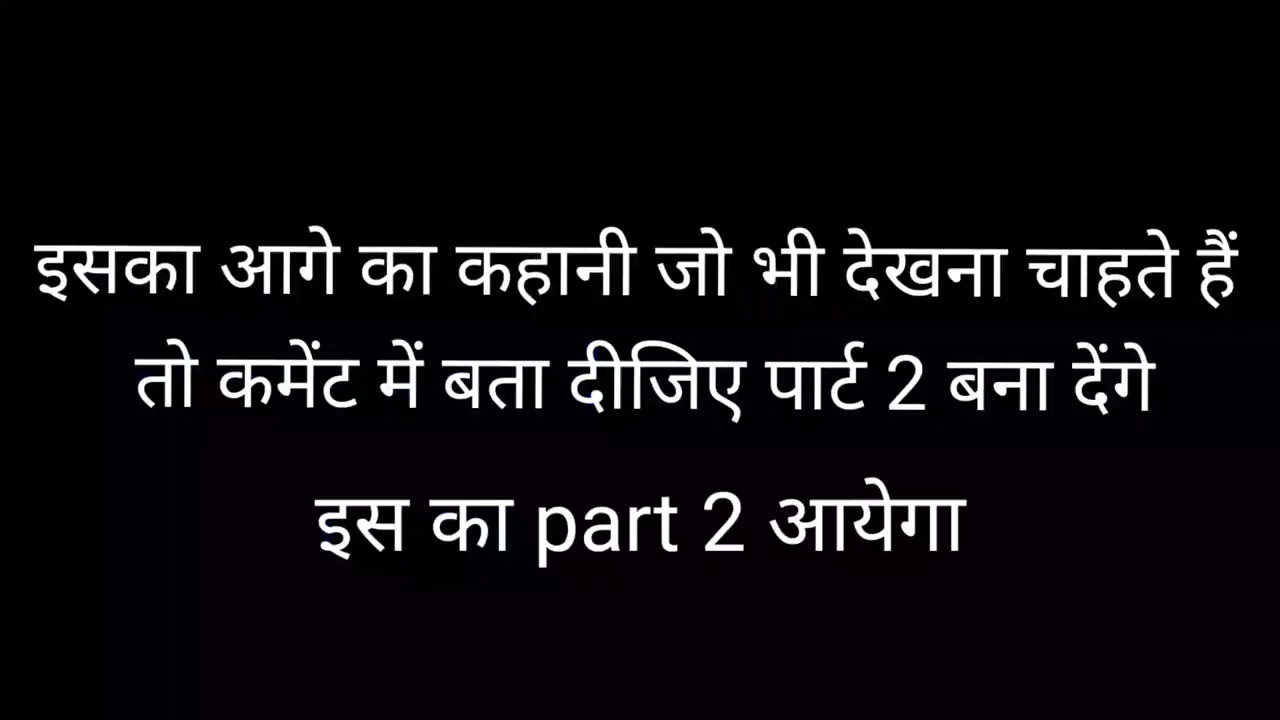 इसका आगे का कहानी जो भी देखना चाहते हैं
तो कमेंट में बता दीजिए पार्ट 2 बना देंगे
इस का part 2 आयेगा